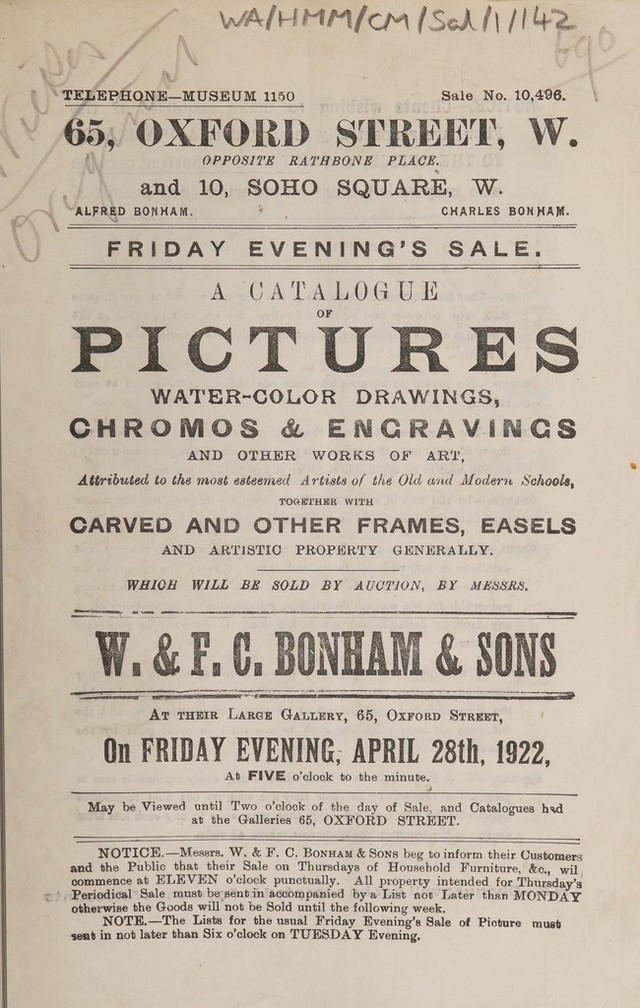 WA/HMM/CM/Sal/1/142
690
TELEPHONE—MUSEUM 1150 Sale No. 10,496.
65, OXFORD STREET, W.
OPPOSITE RATHBONE PLACE.
and 10, SOHO SQUARE, W.
ALFRED BONHAM. CHARLES BONHAM.
FRIDAY EVENING'S SALE.
A CATALOGUE
OF
PICTURES
WATER-COLOR DRAWINGS,
CHROMOS & ENGRAVINGS
AND OTHER WORKS OF ART,
Attributed to the most esteemed Artists of the Old and Modern Schools,
TOGETHER WITH
CARVED AND OTHER FRAMES, EASELS
AND ARTISTIC PROPERTY GENERALLY.
WHICH WILL BE SOLD BY AUCTION, BY MESSRS.
W. & F. C. BONHAM & SONS
AT THEIR LARGE GALLERY, 65, OXFORD STREET,
On FRIDAY EVENING, APRIL 28th, 1922,
At FIVE o'clock to the minute.
May be Viewed until Two o'clock of the day of Sale, and Catalogues had
at the Galleries 65, OXFORD STREET.
NOTICE.—Messrs. W. & F. C. BONHAM & SONS beg to inform their Customers
and the Public that their Sale on Thursdays of Household Furniture, &c., wil
commence at ELEVEN o'clock punctually. All property intended for Thursday's
Periodical Sale must be sent in accompanied by a List not Later than MONDAY
otherwise the Goods will not be Sold until the following week.
NOTE.—The Lists for the usual Friday Evening's Sale of Picture must
sent in not later than Six o'clock on TUESDAY Evening.